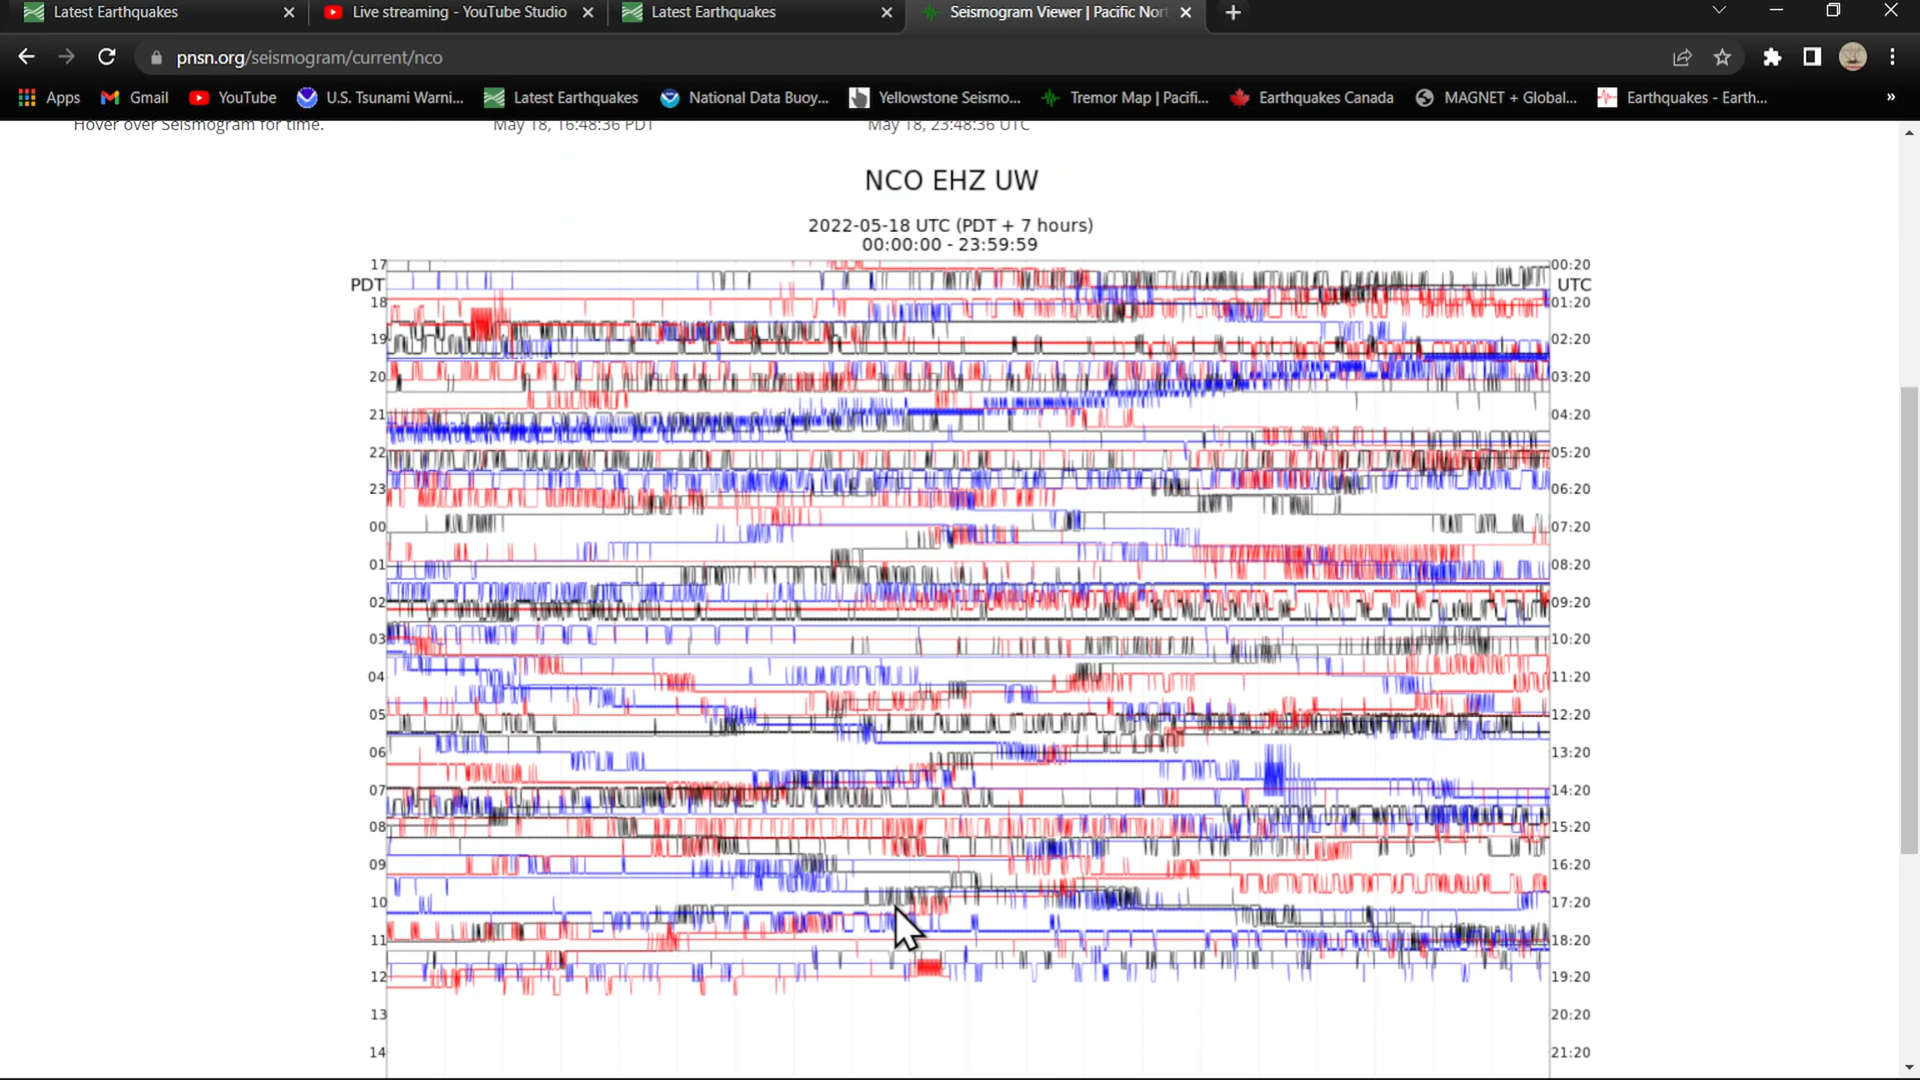 Latest Earthquakes
Live streaming - YouTube Studio
Latest Earthquakes
Seismogram Viewer | Pacific Nor
pnsn.org/seismogram/current/nco
Apps
Gmail
YouTube
U.S. Tsunami Warni...
Latest Earthquakes
National Data Buoy...
Yellowstone Seismo...
Tremor Map | Pacifi...
Earthquakes Canada
MAGNET + Global...
Earthquakes - Earth...
»
Hover over Seismogram for time.
May 18, 16:48:36 PDT
May 18, 23:48:36 UTC
NCO EHZ UW
2022-05-18 UTC (PDT + 7 hours)
00:00:00 - 23:59:59
17 00:20
PDT UTC
18 01:20
19 02:20
20 03:20
21 04:20
22 05:20
23 06:20
00 07:20
01 08:20
02 09:20
03 10:20
04 11:20
05 12:20
06 13:20
07 14:20
08 15:20
09 16:20
10 17:20
11 18:20
12 19:20
13 20:20
14 21:20